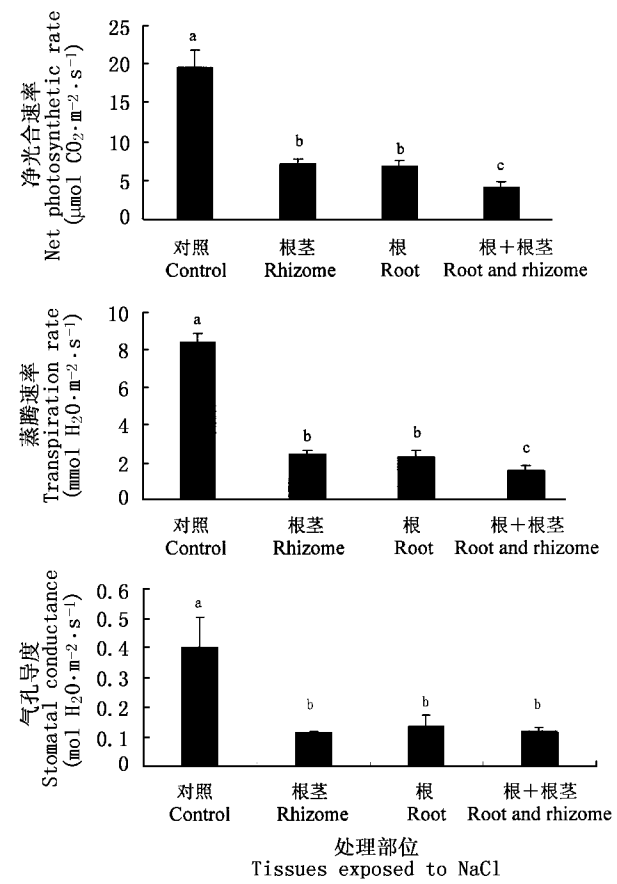 净光合速率
Net photosynthetic rate
(μmol CO₂·m⁻²·s⁻¹)
25
20
15
10
5
0
a
b
b
c
对照 根茎 根 根＋根茎
Control Rhizome Root Root and rhizome
蒸腾速率
Transpiration rate
(mmol H₂O·m⁻²·s⁻¹)
10
8
6
4
2
0
a
b
b
c
对照 根茎 根 根＋根茎
Control Rhizome Root Root and rhizome
气孔导度
Stomatal conductance
(mol H₂O·m⁻²·s⁻¹)
0.6
0.5
0.4
0.3
0.2
0.1
0
a
b
b
b
对照 根茎 根 根＋根茎
Control Rhizome Root Root and rhizome
处理部位
Tissues exposed to NaCl